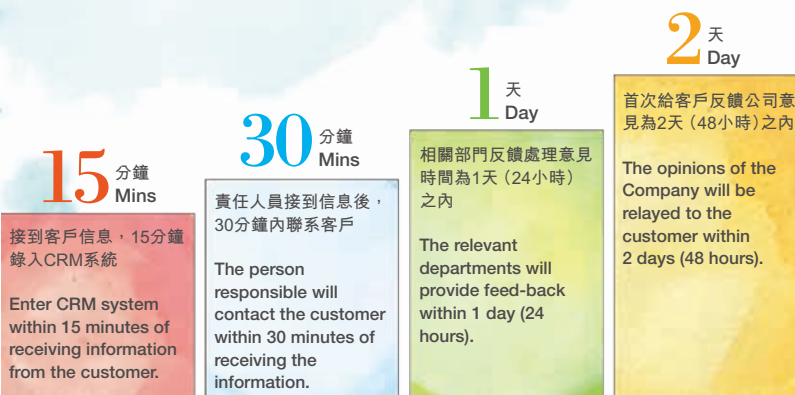 15 分鐘
Mins
接到客戶信息，15分鐘
錄入CRM系統
Enter CRM system
within 15 minutes of
receiving information
from the customer.
30 分鐘
Mins
責任人員接到信息後，
30分鐘內聯系客戶
The person
responsible will
contact the customer
within 30 minutes of
receiving the
information.
1 天
Day
相關部門反饋處理意見
時間為1天（24小時）
之內
The relevant
departments will
provide feed-back
within 1 day (24
hours).
2 天
Day
首次給客戶反饋公司意
見為2天（48小時）之內
The opinions of the
Company will be
relayed to the
customer within
2 days (48 hours).